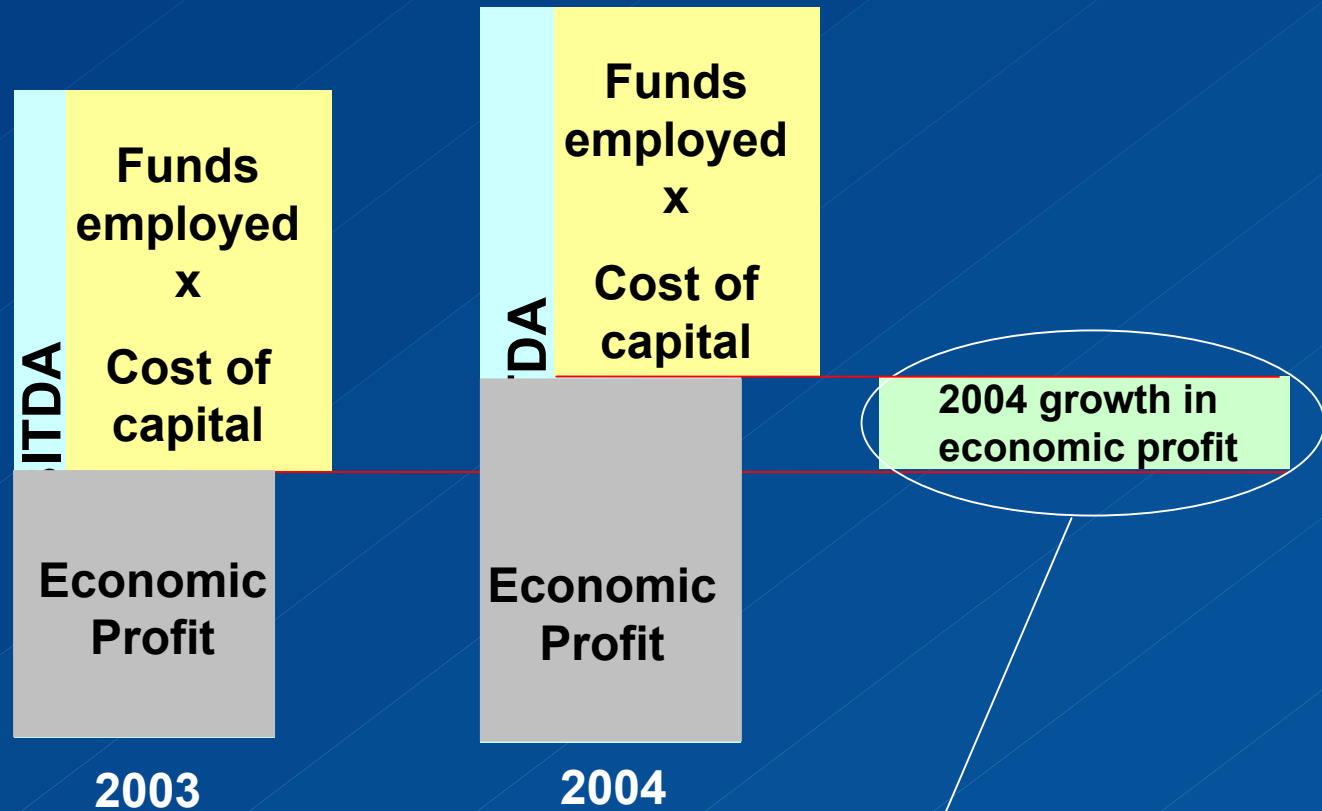 Funds
employed
x
Cost of
capital
ITDA
Economic
Profit
2003
Funds
employed
x
Cost of
capital
TDA
Economic
Profit
2004
2004 growth in
economic profit